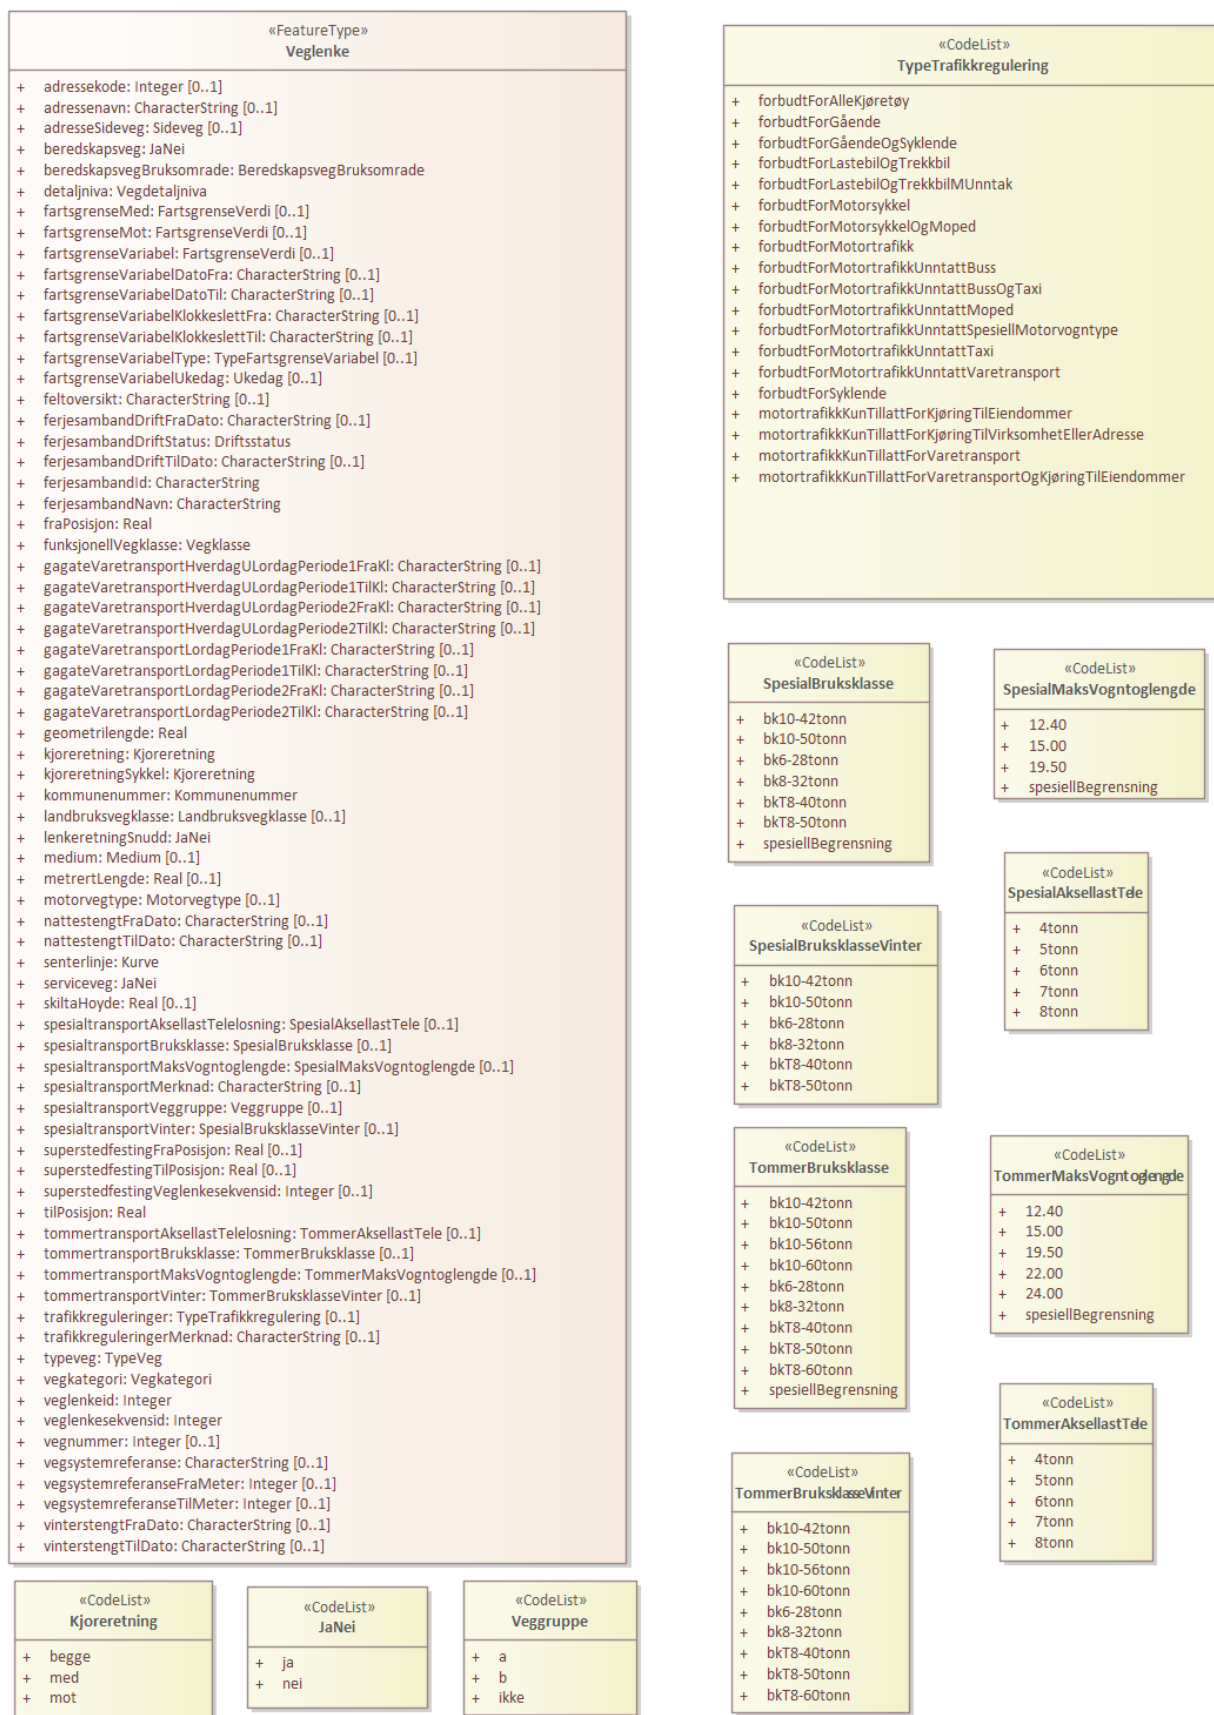 «FeatureType»
Veglenke
+ adressekode: Integer [0..1]
+ adressenavn: CharacterString [0..1]
+ adresseSideveg: Sideveg [0..1]
+ beredskapsveg: JaNei
+ beredskapsvegBruksomrade: BeredskapsvegBruksomrade
+ detaljniva: Vegdetaljniva
+ fartsgrenseMed: FartsgrenseVerdi [0..1]
+ fartsgrenseMot: FartsgrenseVerdi [0..1]
+ fartsgrenseVariabel: FartsgrenseVerdi [0..1]
+ fartsgrenseVariabelDatoFra: CharacterString [0..1]
+ fartsgrenseVariabelDatoTil: CharacterString [0..1]
+ fartsgrenseVariabelKlokkeslettFra: CharacterString [0..1]
+ fartsgrenseVariabelKlokkeslettTil: CharacterString [0..1]
+ fartsgrenseVariabelType: TypeFartsgrenseVariabel [0..1]
+ fartsgrenseVariabelUkedag: Ukedag [0..1]
+ feltoversikt: CharacterString [0..1]
+ ferjesambandDriftFraDato: CharacterString [0..1]
+ ferjesambandDriftStatus: Driftsstatus
+ ferjesambandDriftTilDato: CharacterString [0..1]
+ ferjesambandId: CharacterString
+ ferjesambandNavn: CharacterString
+ fraPosisjon: Real
+ funksjonellVegklasse: Vegklasse
+ gagateVaretransportHverdagULordagPeriode1FraKl: CharacterString [0..1]
+ gagateVaretransportHverdagULordagPeriode1TilKl: CharacterString [0..1]
+ gagateVaretransportHverdagULordagPeriode2FraKl: CharacterString [0..1]
+ gagateVaretransportHverdagULordagPeriode2TilKl: CharacterString [0..1]
+ gagateVaretransportLordagPeriode1FraKl: CharacterString [0..1]
+ gagateVaretransportLordagPeriode1TilKl: CharacterString [0..1]
+ gagateVaretransportLordagPeriode2FraKl: CharacterString [0..1]
+ gagateVaretransportLordagPeriode2TilKl: CharacterString [0..1]
+ geometrilengde: Real
+ kjoreretning: Kjoreretning
+ kjoreretningSykkel: Kjoreretning
+ kommunenummer: Kommunenummer
+ landbruksvegklasse: Landbruksvegklasse [0..1]
+ lenkeretningSnudd: JaNei
+ medium: Medium [0..1]
+ metrertLengde: Real [0..1]
+ motorvegtype: Motorvegtype [0..1]
+ nattestengtFraDato: CharacterString [0..1]
+ nattestengtTilDato: CharacterString [0..1]
+ senterlinje: Kurve
+ serviceveg: JaNei
+ skiltaHoyde: Real [0..1]
+ spesialtransportAksellastTelelosning: SpesialAksellastTele [0..1]
+ spesialtransportBruksklasse: SpesialBruksklasse [0..1]
+ spesialtransportMaksVogntoglengde: SpesialMaksVogntoglengde [0..1]
+ spesialtransportMerknad: CharacterString [0..1]
+ spesialtransportVeggruppe: Veggruppe [0..1]
+ spesialtransportVinter: SpesialBruksklasseVinter [0..1]
+ superstedfestingFraPosisjon: Real [0..1]
+ superstedfestingTilPosisjon: Real [0..1]
+ superstedfestingVeglenkesekvensid: Integer [0..1]
+ tilPosisjon: Real
+ tommertransportAksellastTelelosning: TommerAksellastTele [0..1]
+ tommertransportBruksklasse: TommerBruksklasse [0..1]
+ tommertransportMaksVogntoglengde: TommerMaksVogntoglengde [0..1]
+ tommertransportVinter: TommerBruksklasseVinter [0..1]
+ trafikkreguleringer: TypeTrafikkregulering [0..1]
+ trafikkreguleringerMerknad: CharacterString [0..1]
+ typeveg: TypeVeg
+ vegkategori: Vegkategori
+ veglenkeid: Integer
+ veglenkesekvensid: Integer
+ vegnummer: Integer [0..1]
+ vegsystemreferanse: CharacterString [0..1]
+ vegsystemreferanseFraMeter: Integer [0..1]
+ vegsystemreferanseTilMeter: Integer [0..1]
+ vinterstengtFraDato: CharacterString [0..1]
+ vinterstengtTilDato: CharacterString [0..1]
«CodeList»
Kjoreretning
+ begge
+ med
+ mot
«CodeList»
JaNei
+ ja
+ nei
«CodeList»
Veggruppe
+ a
+ b
+ ikke
«CodeList»
TypeTrafikkregulering
+ forbudtForAlleKjøretøy
+ forbudtForGående
+ forbudtForGåendeOgSyklende
+ forbudtForLastebilOgTrekkbil
+ forbudtForLastebilOgTrekkbilMUnntak
+ forbudtForMotorsykkel
+ forbudtForMotorsykkelOgMoped
+ forbudtForMotortrafikk
+ forbudtForMotortrafikkUnntattBuss
+ forbudtForMotortrafikkUnntattBussOgTaxi
+ forbudtForMotortrafikkUnntattMoped
+ forbudtForMotortrafikkUnntattSpesiellMotorvogntype
+ forbudtForMotortrafikkUnntattTaxi
+ forbudtForMotortrafikkUnntattVaretransport
+ forbudtForSyklende
+ motortrafikkKunTillattForKjøringTilEiendommer
+ motortrafikkKunTillattForKjøringTilVirksomhetEllerAdresse
+ motortrafikkKunTillattForVaretransport
+ motortrafikkKunTillattForVaretransportOgKjøringTilEiendommer
«CodeList»
SpesialBruksklasse
+ bk10-42tonn
+ bk10-50tonn
+ bk6-28tonn
+ bk8-32tonn
+ bkT8-40tonn
+ bkT8-50tonn
+ spesiellBegrensning
«CodeList»
SpesialMaksVogntoglengde
+ 12.40
+ 15.00
+ 19.50
+ spesiellBegrensning
«CodeList»
SpesialAksellastTele
+ 4tonn
+ 5tonn
+ 6tonn
+ 7tonn
+ 8tonn
«CodeList»
SpesialBruksklasseVinter
+ bk10-42tonn
+ bk10-50tonn
+ bk6-28tonn
+ bk8-32tonn
+ bkT8-40tonn
+ bkT8-50tonn
«CodeList»
TommerBruksklasse
+ bk10-42tonn
+ bk10-50tonn
+ bk10-56tonn
+ bk10-60tonn
+ bk6-28tonn
+ bk8-32tonn
+ bkT8-40tonn
+ bkT8-50tonn
+ bkT8-60tonn
+ spesiellBegrensning
«CodeList»
TommerMaksVogntoglengde
+ 12.40
+ 15.00
+ 19.50
+ 22.00
+ 24.00
+ spesiellBegrensning
«CodeList»
TommerAksellastTele
+ 4tonn
+ 5tonn
+ 6tonn
+ 7tonn
+ 8tonn
«CodeList»
TommerBruksklasseVinter
+ bk10-42tonn
+ bk10-50tonn
+ bk10-56tonn
+ bk10-60tonn
+ bk6-28tonn
+ bk8-32tonn
+ bkT8-40tonn
+ bkT8-50tonn
+ bkT8-60tonn